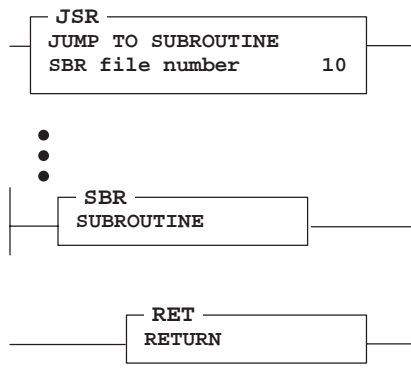 JSR
JUMP TO SUBROUTINE
SBR file number 10
SBR
SUBROUTINE
RET
RETURN